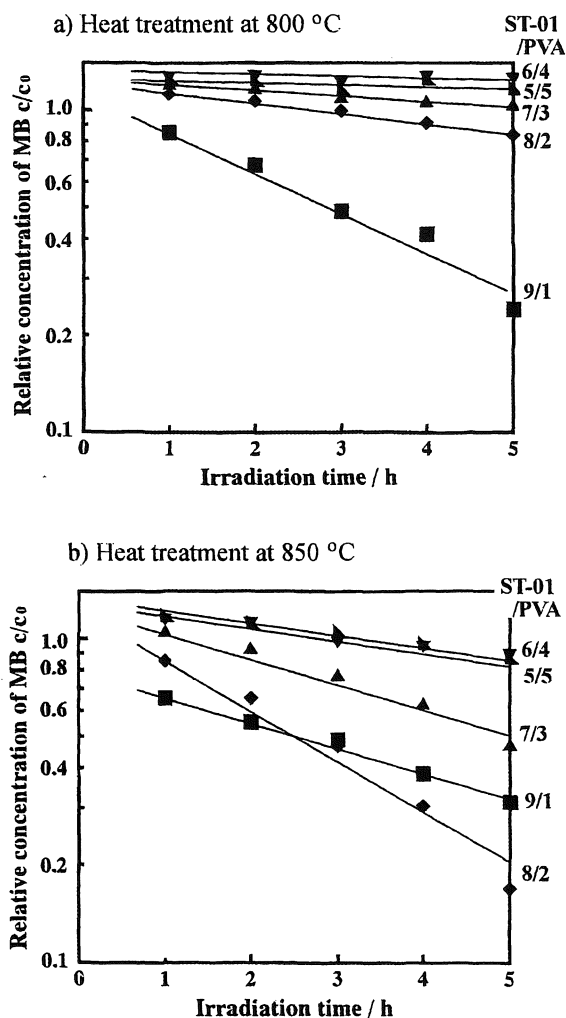 a) Heat treatment at 800 °C
ST-01
/PVA
6/4
5/5
7/3
8/2
9/1
Relative concentration of MB c/c₀
1.0
0.8
0.6
0.4
0.2
0.1
0 1 2 3 4 5
Irradiation time / h
b) Heat treatment at 850 °C
ST-01
/PVA
6/4
5/5
7/3
9/1
8/2
Relative concentration of MB c/c₀
1.0
0.8
0.6
0.4
0.2
0.1
0 1 2 3 4 5
Irradiation time / h